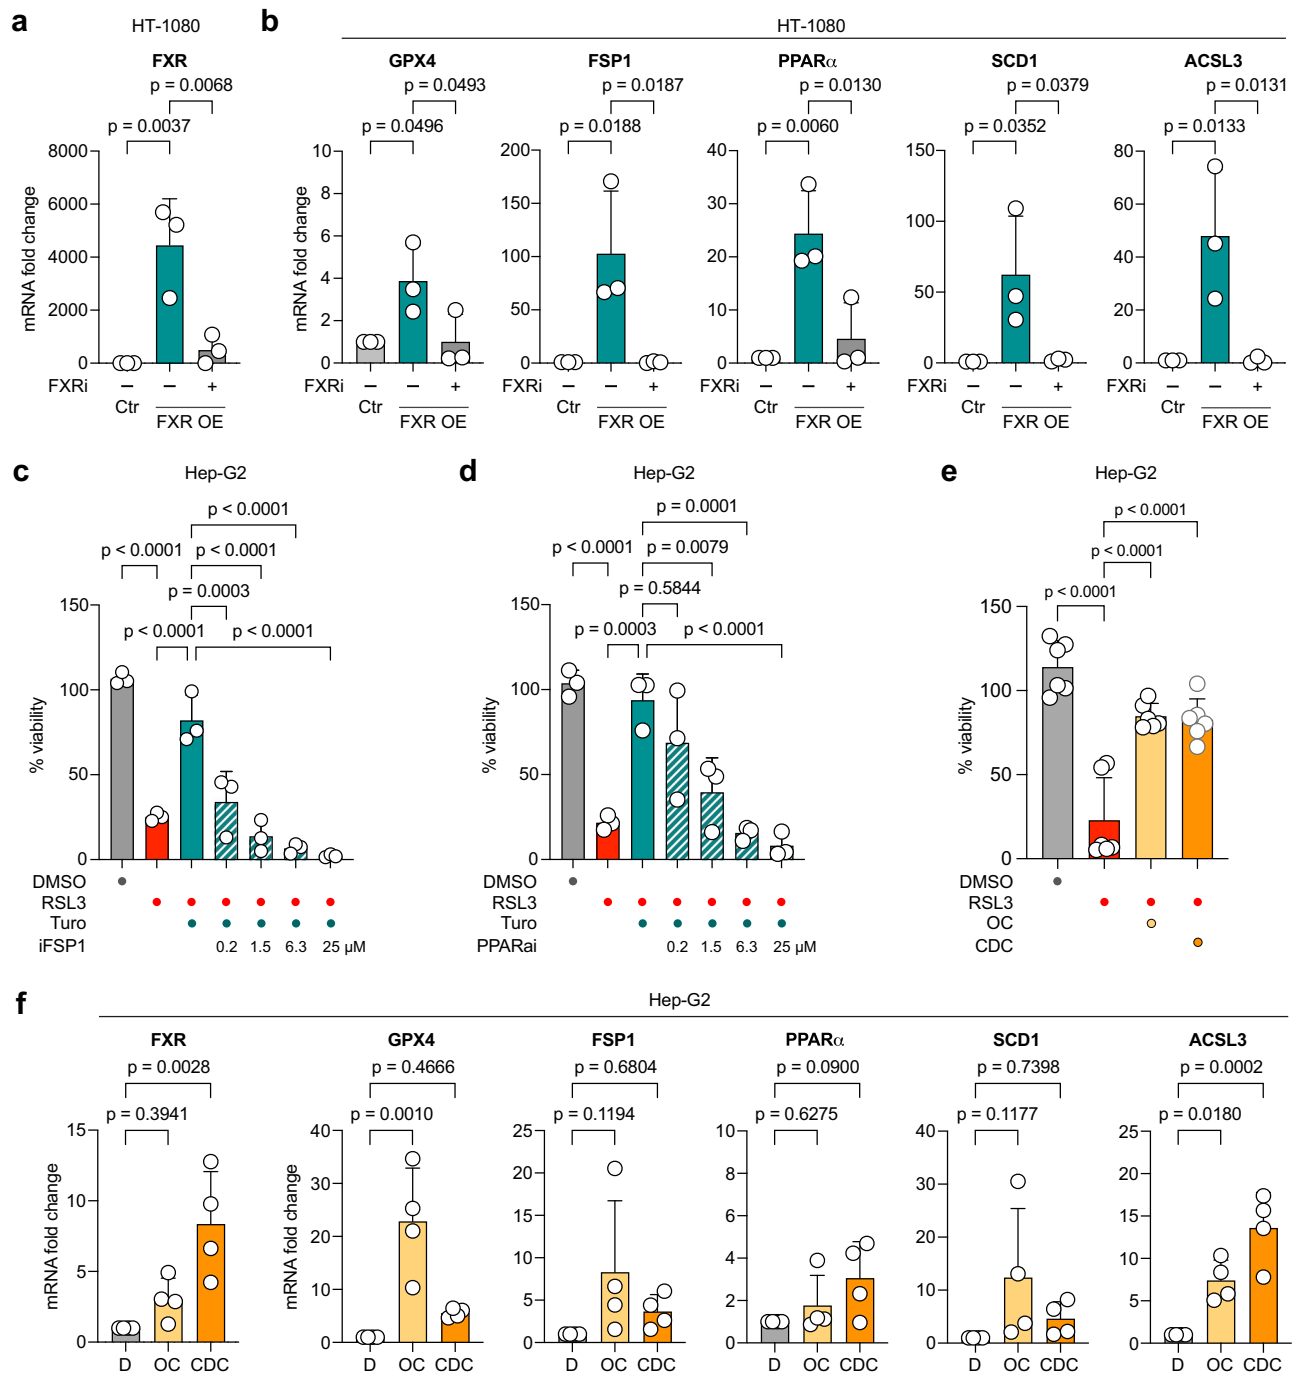 a
HT-1080
FXR
p = 0.0068
p = 0.0037
mRNA fold change
8000
6000
4000
2000
0
FXRi − − +
Ctr FXR OE
b
HT-1080
GPX4 FSP1 PPARα SCD1 ACSL3
p = 0.0493 p = 0.0187 p = 0.0130 p = 0.0379 p = 0.0131
p = 0.0496 p = 0.0188 p = 0.0060 p = 0.0352 p = 0.0133
mRNA fold change
10
8
6
4
2
0
FXRi − − +
Ctr FXR OE
200
150
100
50
0
FXRi − − +
Ctr FXR OE
40
30
20
10
0
FXRi − − +
Ctr FXR OE
150
100
50
0
FXRi − − +
Ctr FXR OE
80
60
40
20
0
FXRi − − +
Ctr FXR OE
c
Hep-G2
p < 0.0001
p < 0.0001 p < 0.0001
p = 0.0003
p < 0.0001 p < 0.0001
% viability
150
100
50
0
DMSO
RSL3
Turo
iFSP1 0.2 1.5 6.3 25 µM
d
Hep-G2
p = 0.0001
p < 0.0001 p = 0.0079
p = 0.5844
p = 0.0003 p < 0.0001
% viability
150
100
50
0
DMSO
RSL3
Turo
PPARai 0.2 1.5 6.3 25 µM
e
Hep-G2
p < 0.0001
p < 0.0001
p < 0.0001
% viability
150
100
50
0
DMSO
RSL3
OC
CDC
f
Hep-G2
FXR GPX4 FSP1 PPARα SCD1 ACSL3
p = 0.0028 p = 0.4666 p = 0.6804 p = 0.0900 p = 0.7398 p = 0.0002
p = 0.3941 p = 0.0010 p = 0.1194 p = 0.6275 p = 0.1177 p = 0.0180
mRNA fold change
15
10
5
0
D OC CDC
mRNA fold change
40
30
20
10
0
D OC CDC
25
20
15
10
5
0
D OC CDC
10
8
6
4
2
0
D OC CDC
40
30
20
10
0
D OC CDC
25
20
15
10
5
0
D OC CDC